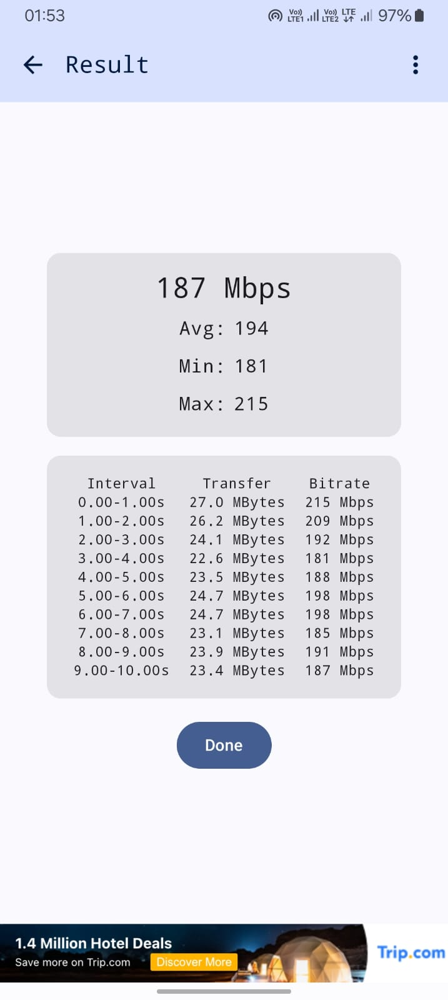 01:53 Vo)) LTE1 Vo)) LTE2 LTE 97%
Result
187 Mbps
Avg: 194
Min: 181
Max: 215
Interval Transfer Bitrate
0.00-1.00s 27.0 MBytes 215 Mbps
1.00-2.00s 26.2 MBytes 209 Mbps
2.00-3.00s 24.1 MBytes 192 Mbps
3.00-4.00s 22.6 MBytes 181 Mbps
4.00-5.00s 23.5 MBytes 188 Mbps
5.00-6.00s 24.7 MBytes 198 Mbps
6.00-7.00s 24.7 MBytes 198 Mbps
7.00-8.00s 23.1 MBytes 185 Mbps
8.00-9.00s 23.9 MBytes 191 Mbps
9.00-10.00s 23.4 MBytes 187 Mbps
Done
1.4 Million Hotel Deals
Save more on Trip.com Discover More
Trip.com